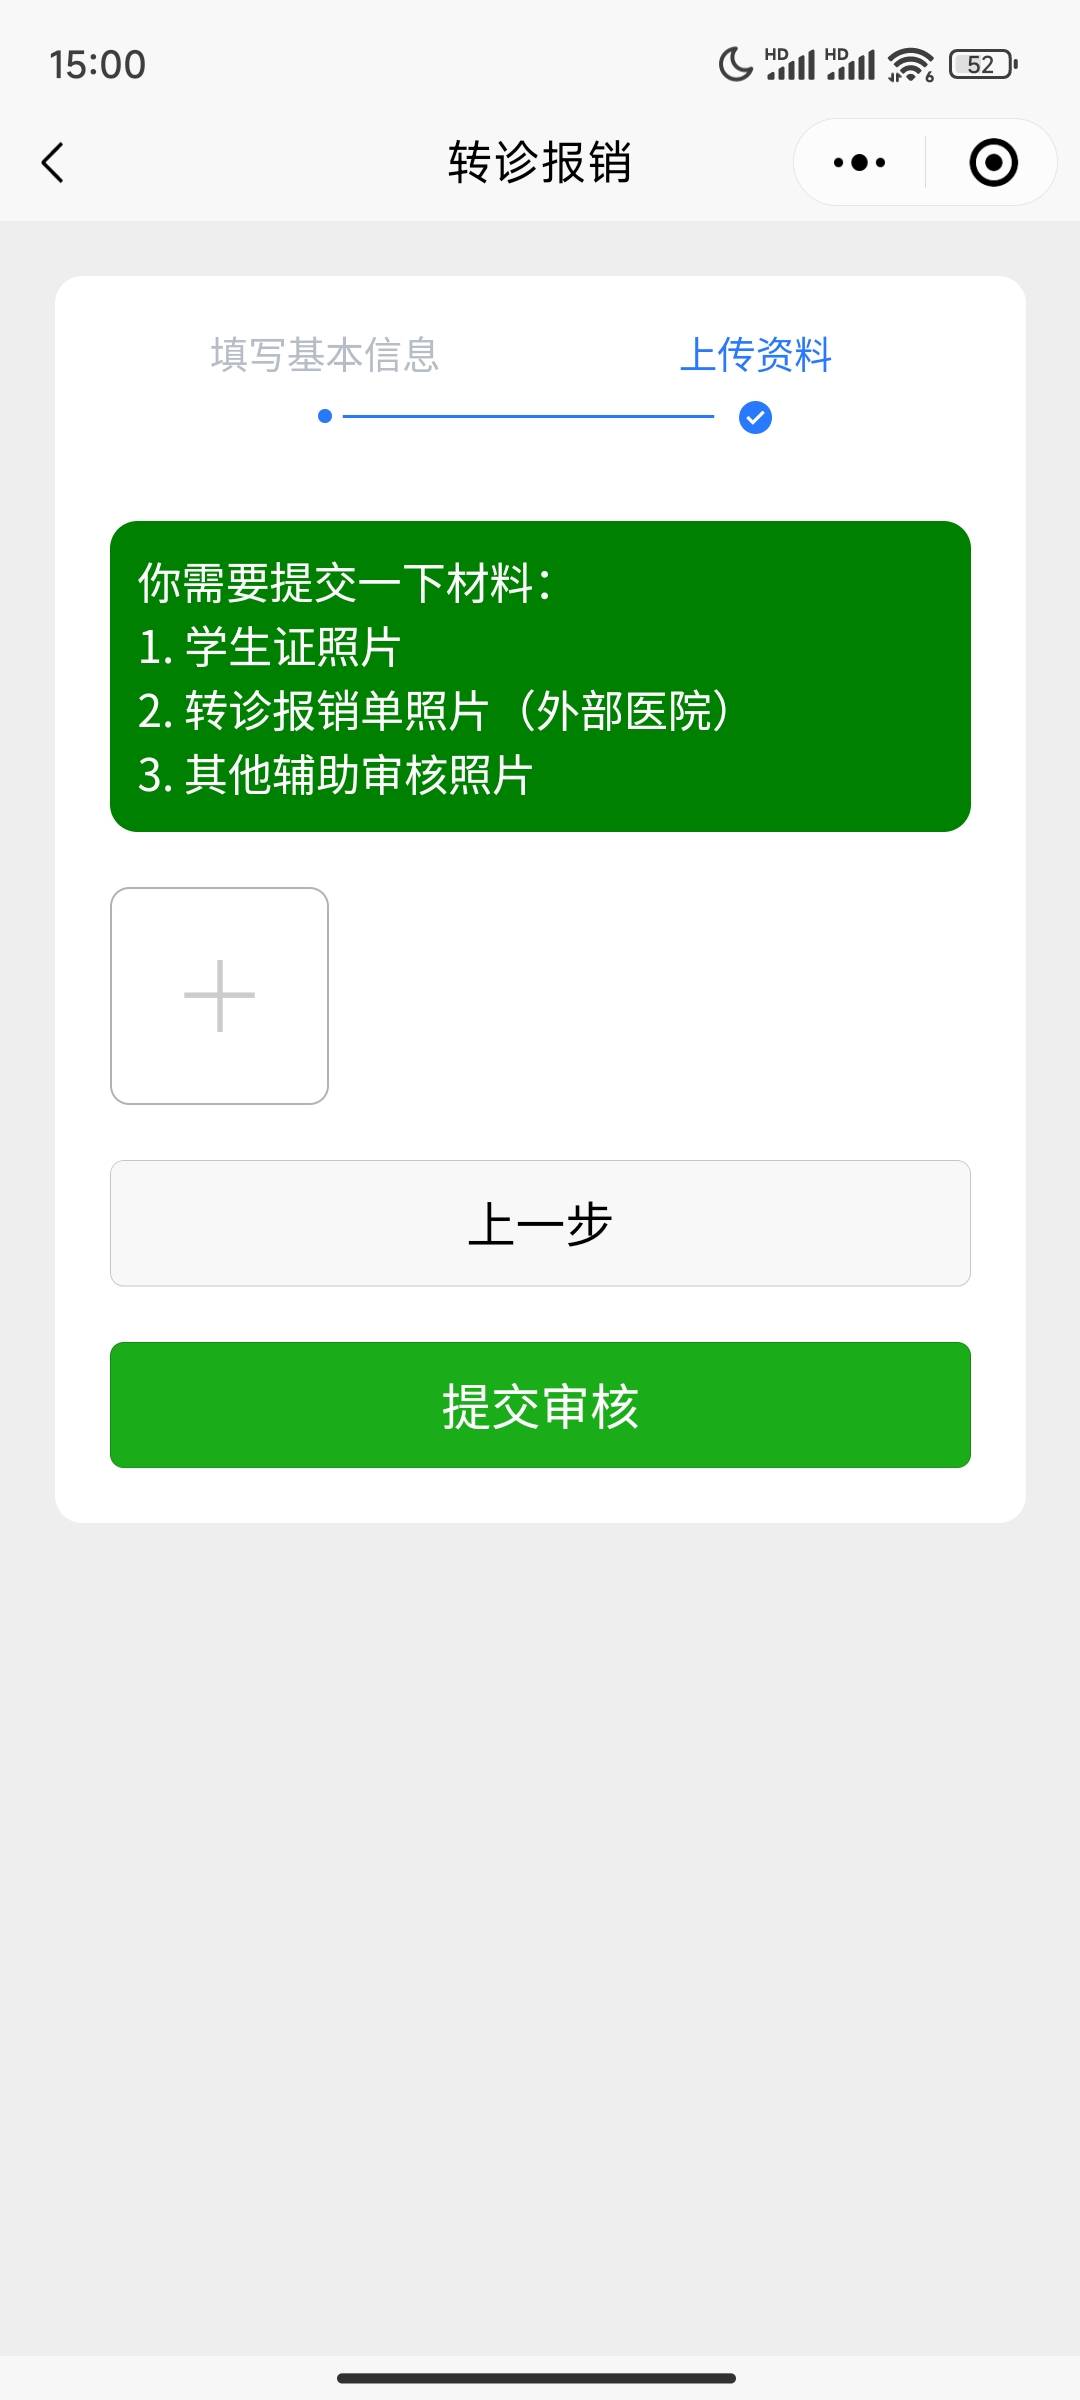 15:00
HD HD 6 52
转诊报销
填写基本信息 上传资料
你需要提交一下材料：
1. 学生证照片
2. 转诊报销单照片（外部医院）
3. 其他辅助审核照片
上一步
提交审核